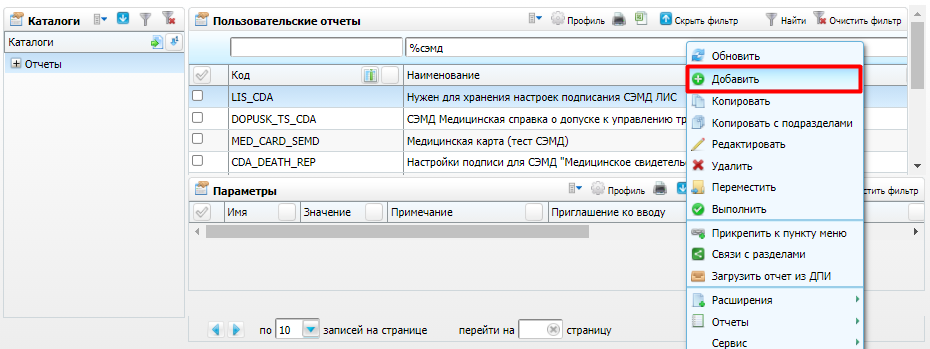 Каталоги
Каталоги
Отчеты
Пользовательские отчеты
Профиль
Скрыть фильтр
Найти
Очистить фильтр
%сэмд
Код
Наименование
LIS_CDA
Нужен для хранения настроек подписания СЭМД ЛИС
DOPUSK_TS_CDA
СЭМД Медицинская справка о допуске к управлению тр
MED_CARD_SEMD
Медицинская карта (тест СЭМД)
CDA_DEATH_REP
Настройки подписи для СЭМД "Медицинское свидетель
Параметры
Профиль
стить фильтр
Имя
Значение
Примечание
Приглашение ко вводу
по 10 записей на странице
перейти на
страницу
Обновить
Добавить
Копировать
Копировать с подразделами
Редактировать
Удалить
Переместить
Выполнить
Прикрепить к пункту меню
Связи с разделами
Загрузить отчет из ДПИ
Расширения
Отчеты
Сервис